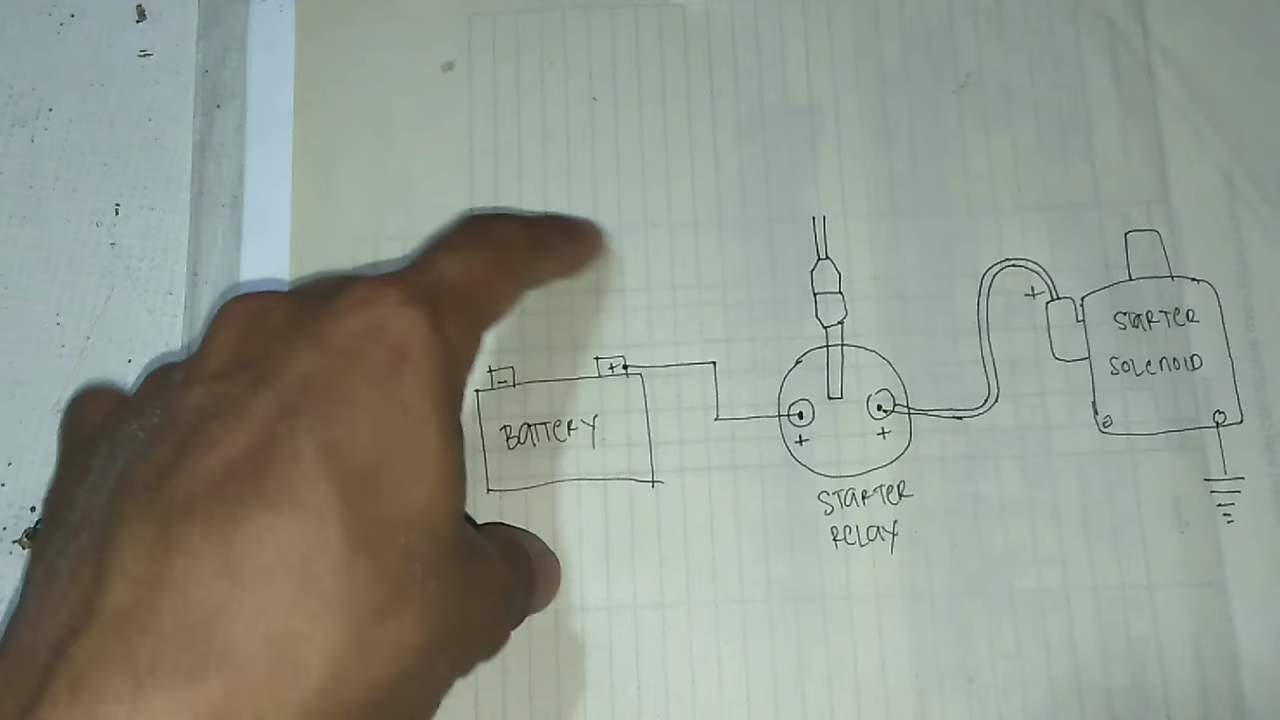 - +
BATTERY
+ +
STARTER
RELAY
+
STARTER
SOLENOID